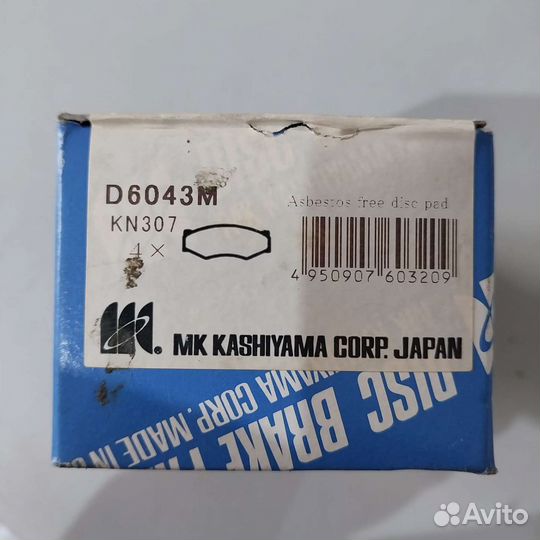 D6043M
KN307
4×
Asbestos free disc pad
4 950907 603209
MK KASHIYAMA CORP. JAPAN
DISC BRAKE
CORP. MADE IN
Avito